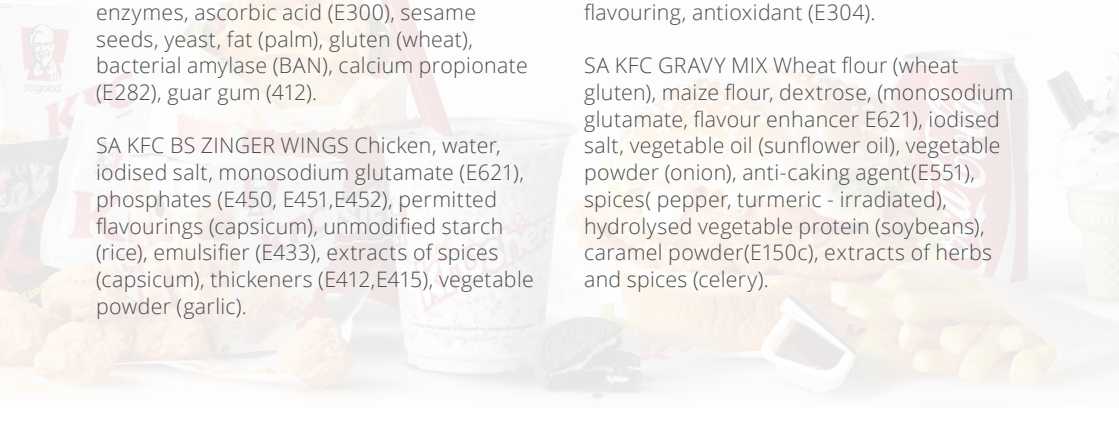 enzymes, ascorbic acid (E300), sesame
seeds, yeast, fat (palm), gluten (wheat),
bacterial amylase (BAN), calcium propionate
(E282), guar gum (412).
SA KFC BS ZINGER WINGS Chicken, water,
iodised salt, monosodium glutamate (E621),
phosphates (E450, E451,E452), permitted
flavourings (capsicum), unmodified starch
(rice), emulsifier (E433), extracts of spices
(capsicum), thickeners (E412,E415), vegetable
powder (garlic).
flavouring, antioxidant (E304).
SA KFC GRAVY MIX Wheat flour (wheat
gluten), maize flour, dextrose, (monosodium
glutamate, flavour enhancer E621), iodised
salt, vegetable oil (sunflower oil), vegetable
powder (onion), anti-caking agent(E551),
spices( pepper, turmeric - irradiated),
hydrolysed vegetable protein (soybeans),
caramel powder(E150c), extracts of herbs
and spices (celery).
sogood